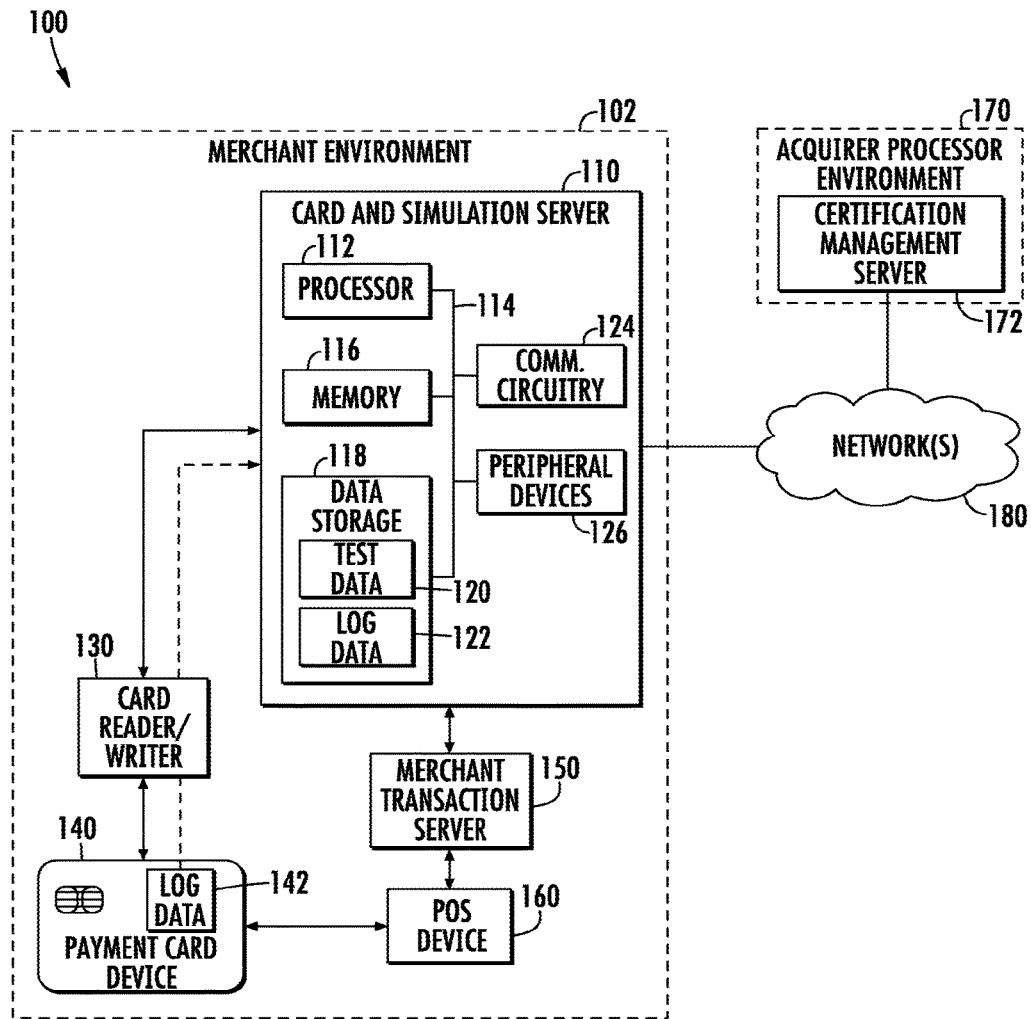 100
102
MERCHANT ENVIRONMENT
110
CARD AND SIMULATION SERVER
112
PROCESSOR
114
116
MEMORY
124
COMM.
CIRCUITRY
118
DATA
STORAGE
TEST
DATA
120
LOG
DATA
122
PERIPHERAL
DEVICES
126
170
ACQUIRER PROCESSOR
ENVIRONMENT
CERTIFICATION
MANAGEMENT
SERVER
172
NETWORK(S)
180
130
CARD
READER/
WRITER
MERCHANT
TRANSACTION
SERVER
150
140
LOG
DATA
142
PAYMENT CARD
DEVICE
POS
DEVICE
160